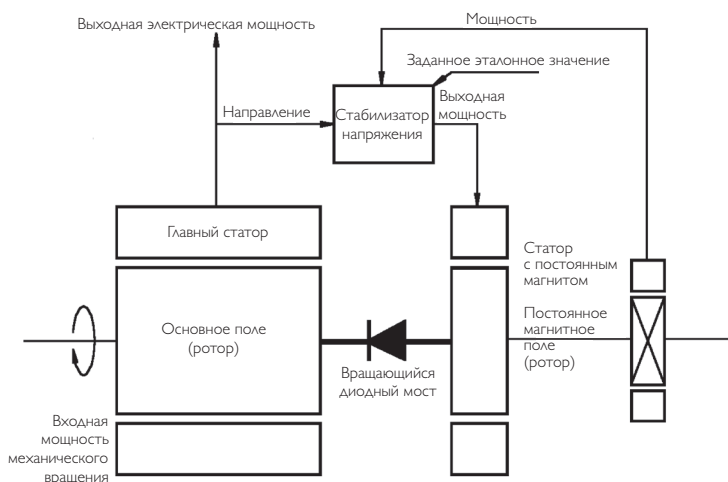 Выходная электрическая мощность
Мощность
Заданное эталонное значение
Направление
Стабилизатор
напряжения
Выходная
мощность
Главный статор
Статор
с постоянным
магнитом
Основное поле
(ротор)
Постоянное
магнитное
поле
(ротор)
Вращающийся
диодный мост
Входная
мощность
механического
вращения